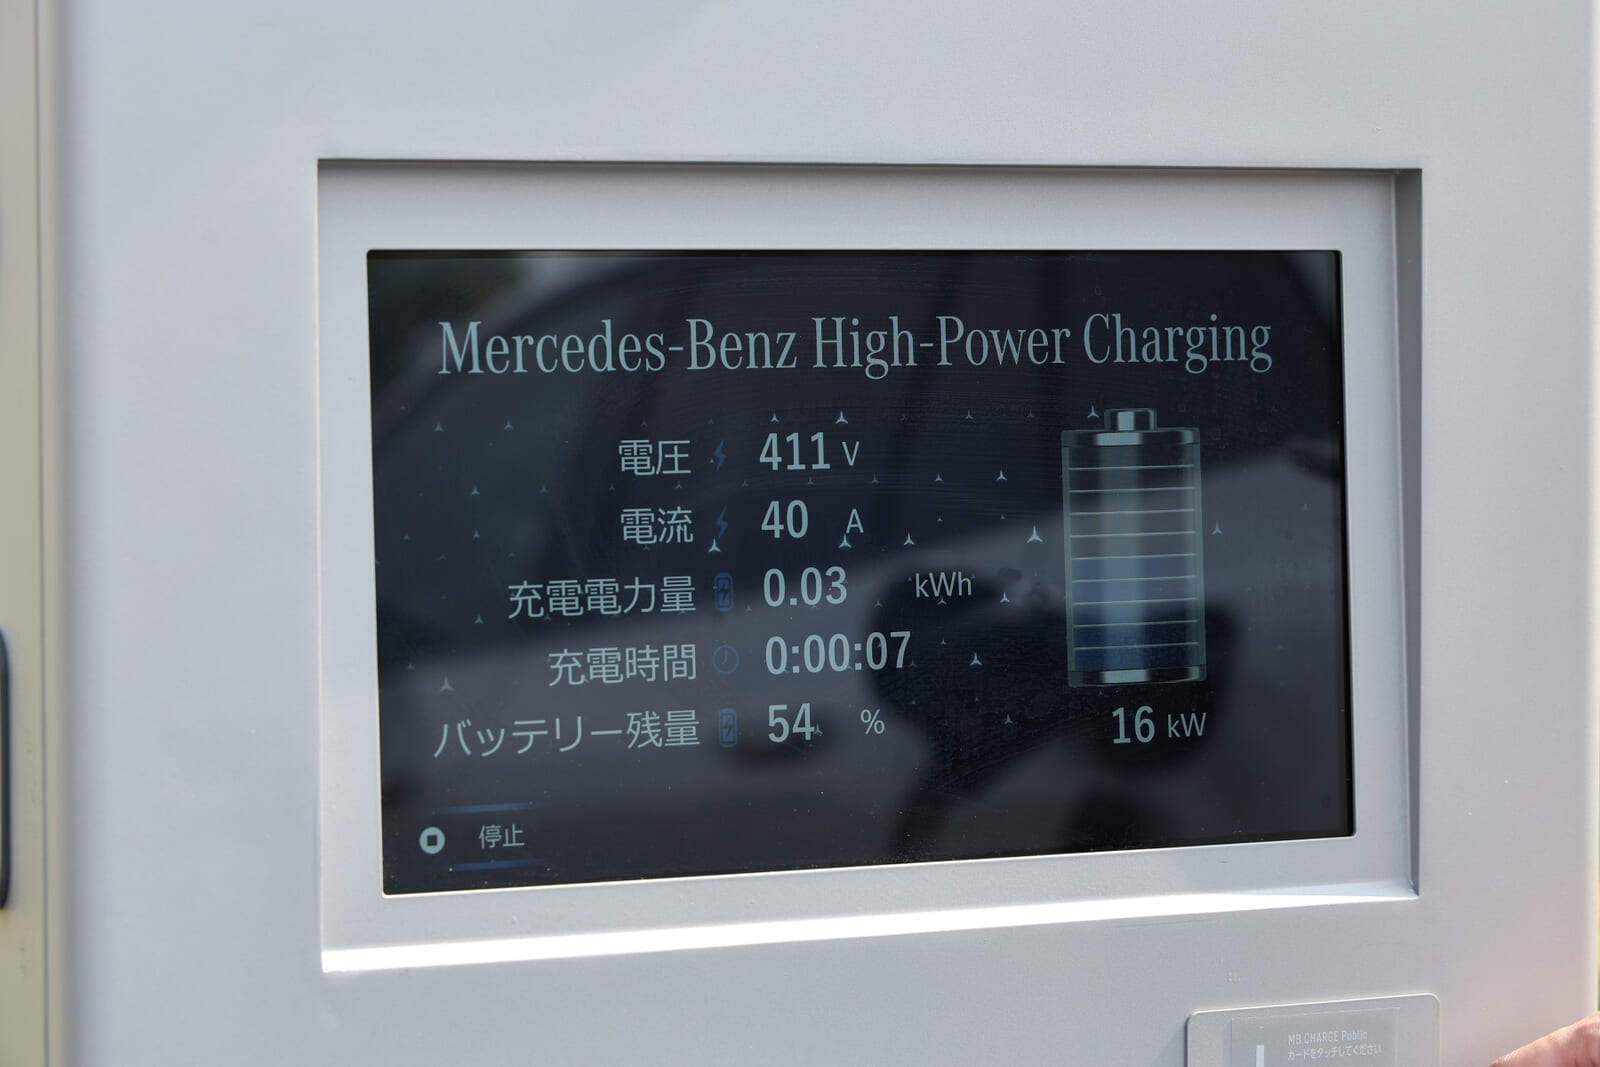 Mercedes-Benz High-Power Charging
電圧 411 V
電流 40 A
充電電力量 0.03 kWh
充電時間 0:00:07
バッテリー残量 54 %
16 kW
停止
MB.CHARGE Public
カードをタッチしてください